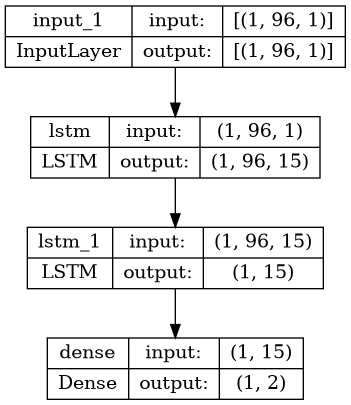 input_1 input: [(1, 96, 1)]
InputLayer output: [(1, 96, 1)]
lstm input: (1, 96, 1)
LSTM output: (1, 96, 15)
lstm_1 input: (1, 96, 15)
LSTM output: (1, 15)
dense input: (1, 15)
Dense output: (1, 2)